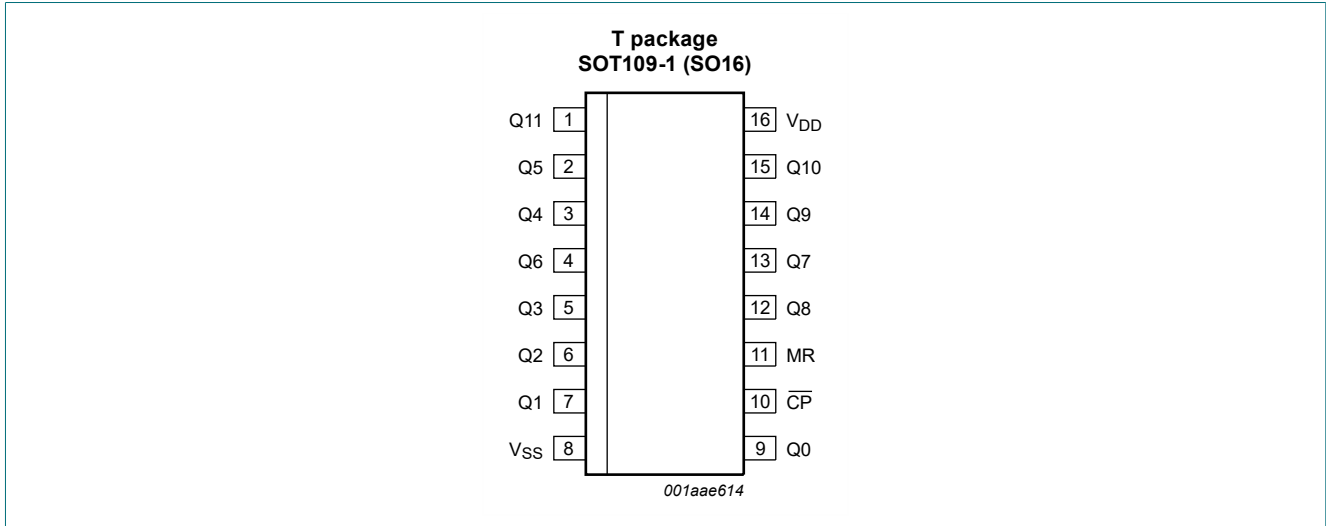 T package
SOT109-1 (SO16)
Q11 1 16 VDD
Q5 2 15 Q10
Q4 3 14 Q9
Q6 4 13 Q7
Q3 5 12 Q8
Q2 6 11 MR
Q1 7 10 C̅P̅
VSS 8 9 Q0
001aae614